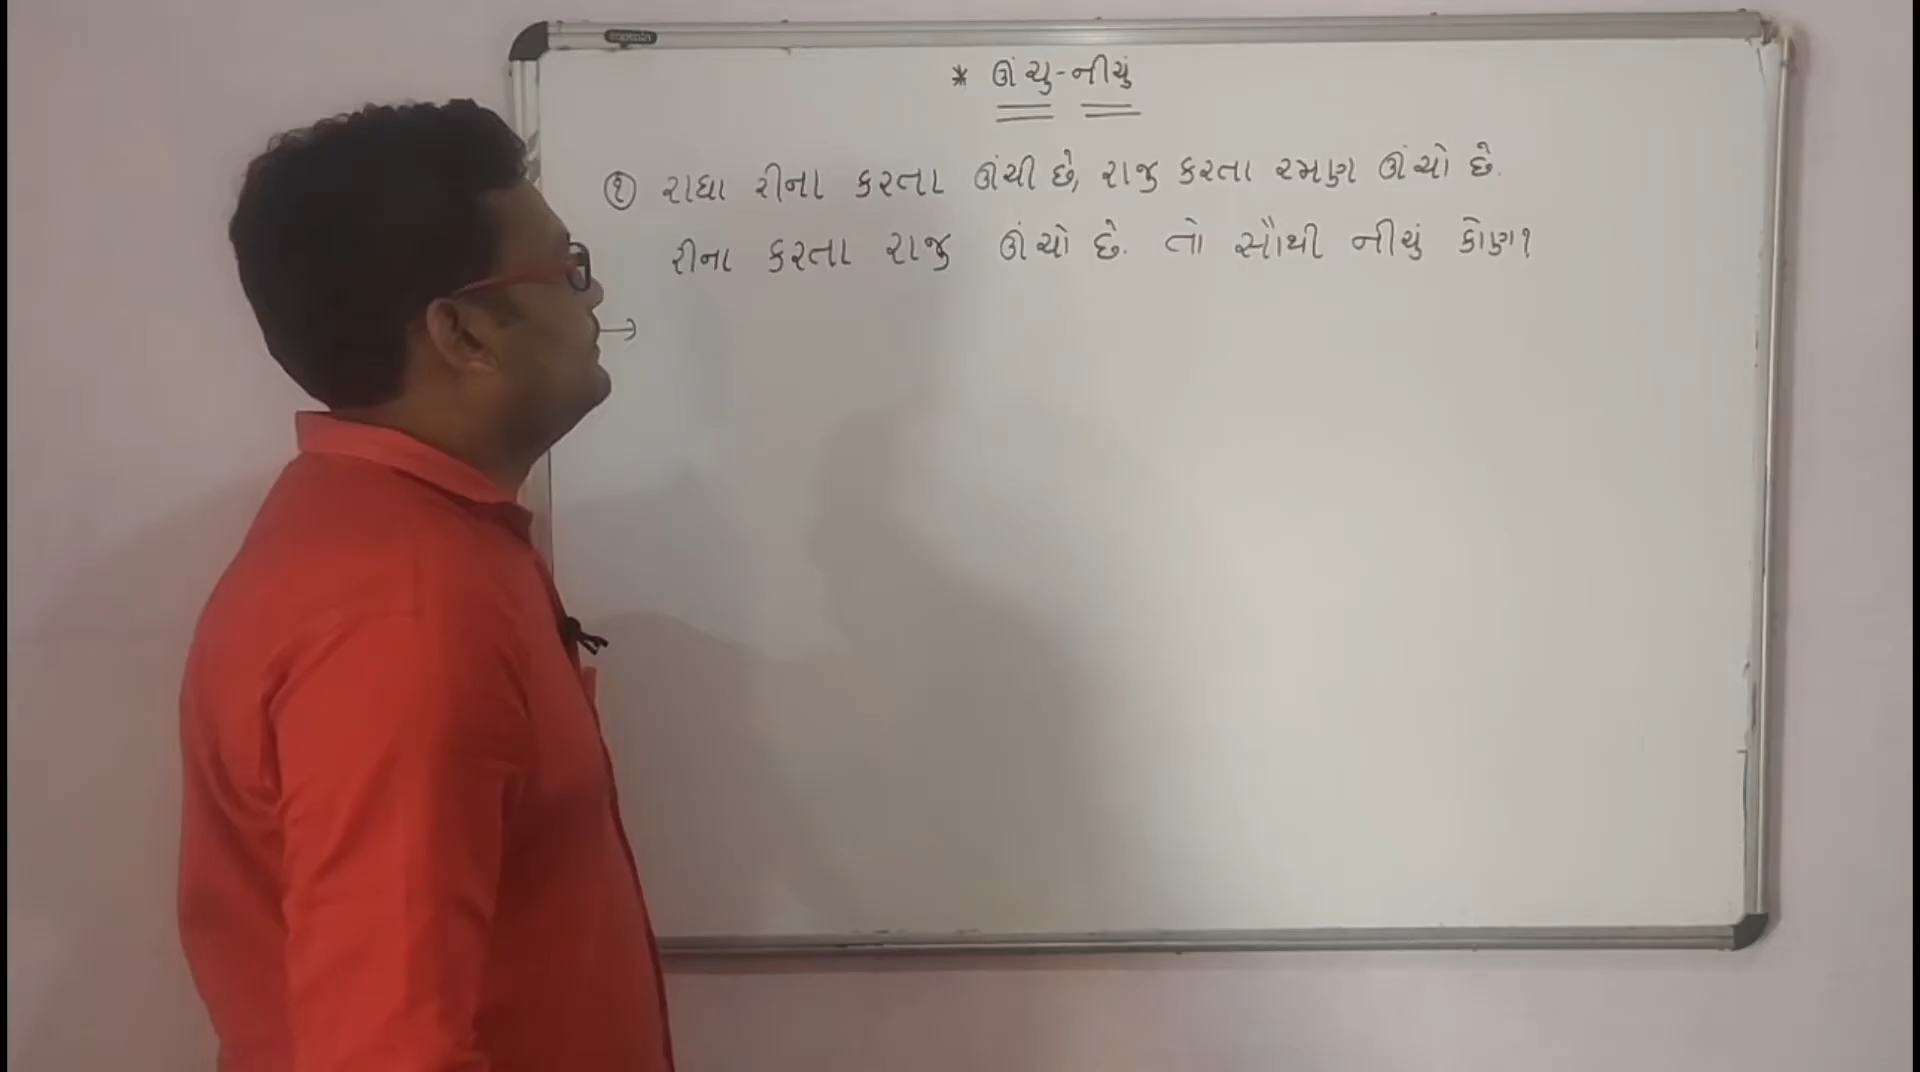 * ઊંચુ-નીચું
① રાધા રીના કરતા ઊંચી છે, રાજુ કરતા રમણ ઊંચો છે.
રીના કરતા રાજુ ઊંચો છે. તો સૌથી નીચું કોણ?
→